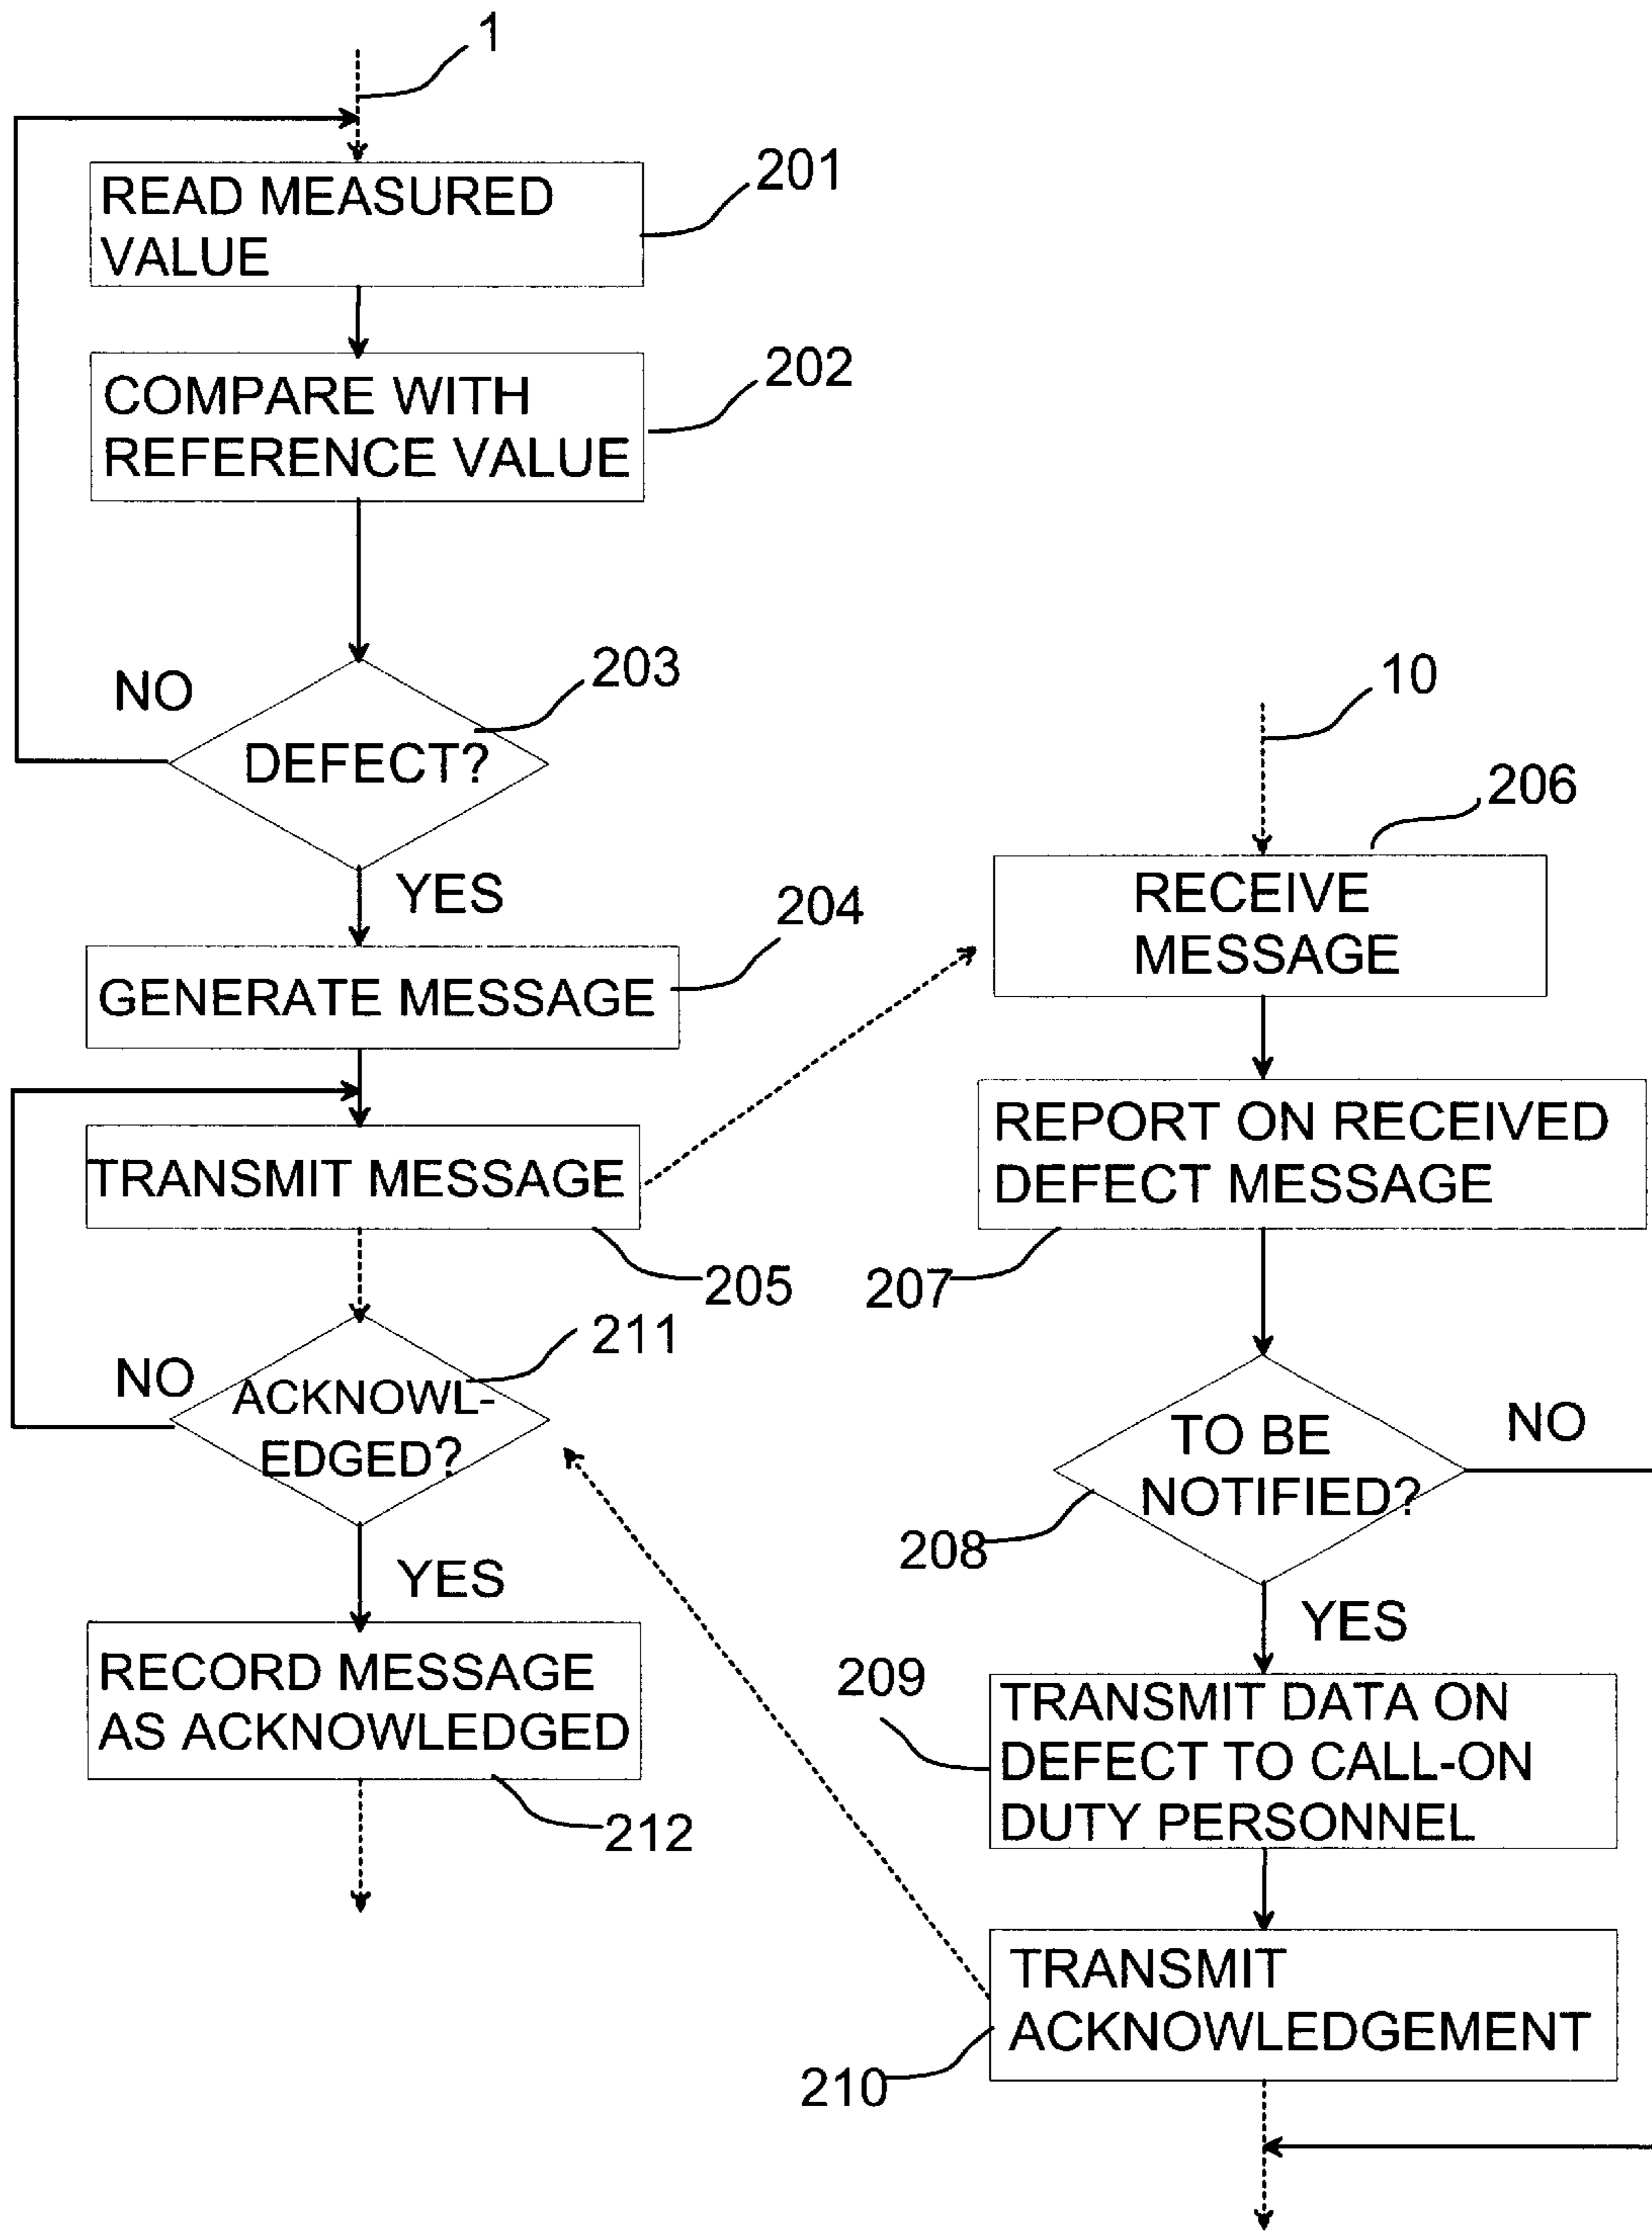 1
READ MEASURED
VALUE
201
COMPARE WITH
REFERENCE VALUE
202
NO
DEFECT?
203
YES
GENERATE MESSAGE
204
TRANSMIT MESSAGE
205
NO
ACKNOWL-
EDGED?
211
YES
RECORD MESSAGE
AS ACKNOWLEDGED
212
10
206
RECEIVE
MESSAGE
REPORT ON RECEIVED
DEFECT MESSAGE
207
TO BE
NOTIFIED?
NO
208
YES
209
TRANSMIT DATA ON
DEFECT TO CALL-ON
DUTY PERSONNEL
TRANSMIT
ACKNOWLEDGEMENT
210